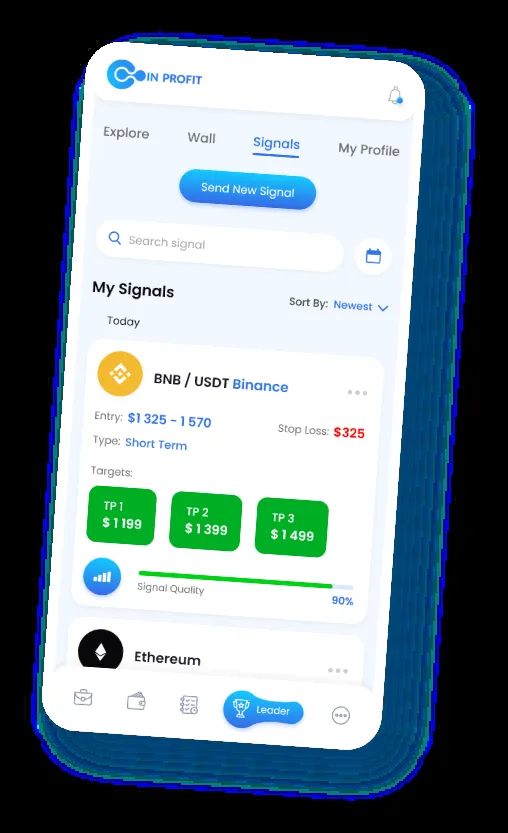 IN PROFIT
Explore Wall Signals My Profile
Send New Signal
Search signal
My Signals Sort By: Newest
Today
BNB / USDT Binance
Entry: $1 325 - 1 570 Stop Loss: $325
Type: Short Term
Targets:
TP 1 TP 2 TP 3
$ 1 199 $ 1 399 $ 1 499
Signal Quality 90%
Ethereum
Leader